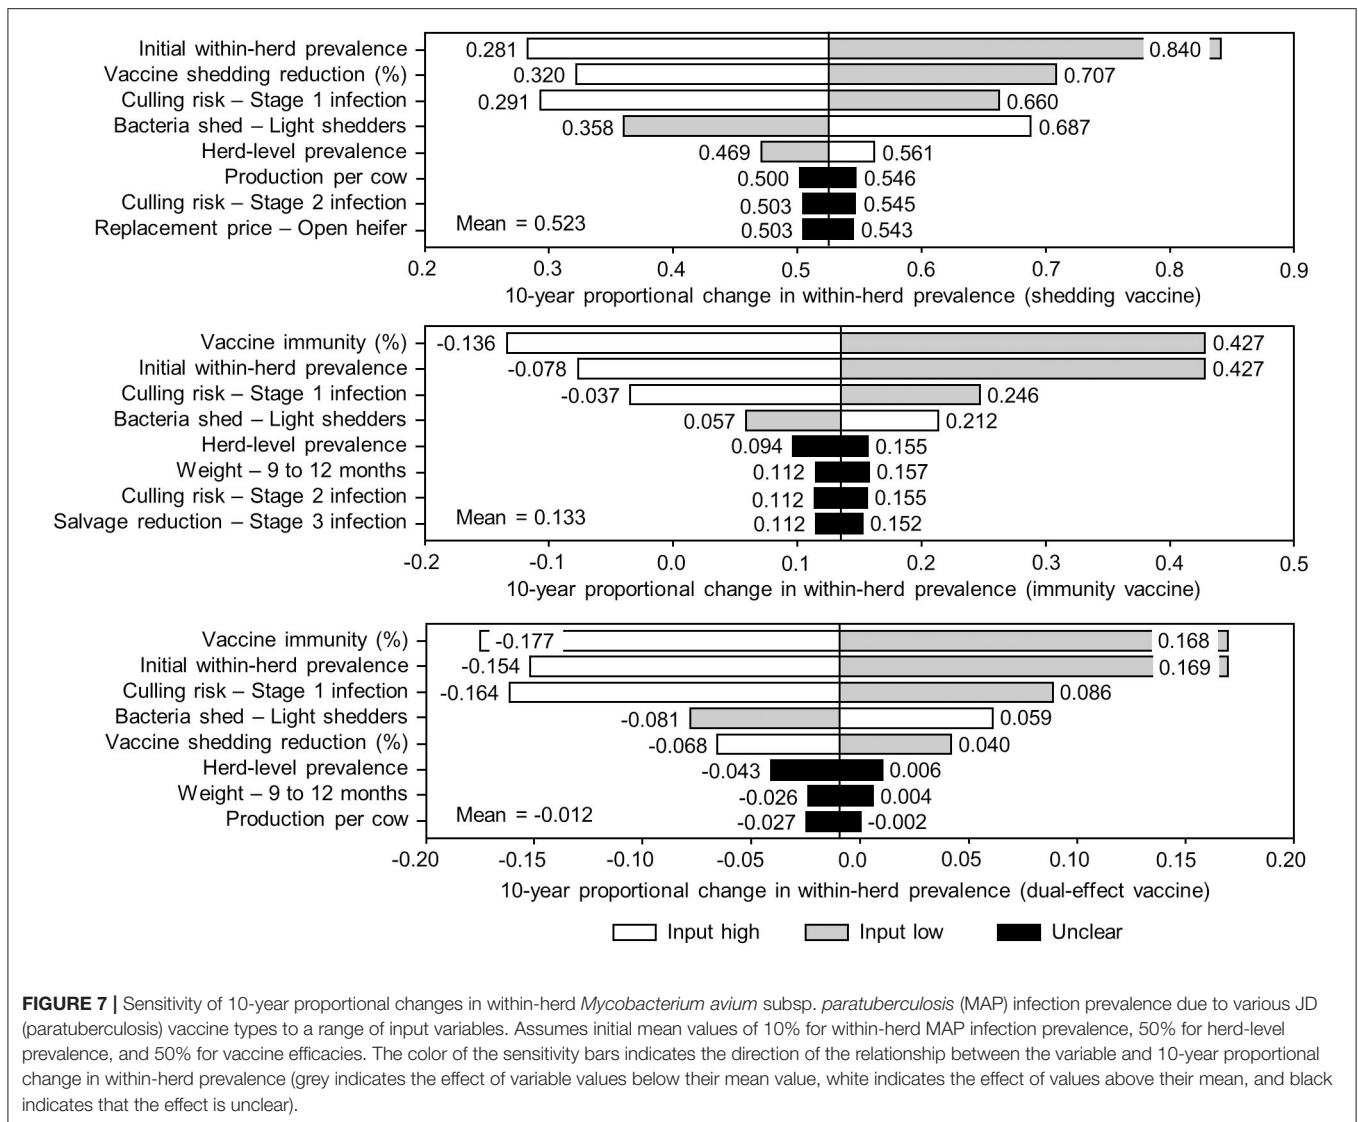 Initial within-herd prevalence 0.281 0.840
Vaccine shedding reduction (%) 0.320 0.707
Culling risk – Stage 1 infection 0.291 0.660
Bacteria shed – Light shedders 0.358 0.687
Herd-level prevalence 0.469 0.561
Production per cow 0.500 0.546
Culling risk – Stage 2 infection 0.503 0.545
Replacement price – Open heifer Mean = 0.523 0.503 0.543
0.2 0.3 0.4 0.5 0.6 0.7 0.8 0.9
10-year proportional change in within-herd prevalence (shedding vaccine)
Vaccine immunity (%) -0.136 0.427
Initial within-herd prevalence -0.078 0.427
Culling risk – Stage 1 infection -0.037 0.246
Bacteria shed – Light shedders 0.057 0.212
Herd-level prevalence 0.094 0.155
Weight – 9 to 12 months 0.112 0.157
Culling risk – Stage 2 infection 0.112 0.155
Salvage reduction – Stage 3 infection Mean = 0.133 0.112 0.152
-0.2 -0.1 0.0 0.1 0.2 0.3 0.4 0.5
10-year proportional change in within-herd prevalence (immunity vaccine)
Vaccine immunity (%) -0.177 0.168
Initial within-herd prevalence -0.154 0.169
Culling risk – Stage 1 infection -0.164 0.086
Bacteria shed – Light shedders -0.081 0.059
Vaccine shedding reduction (%) -0.068 0.040
Herd-level prevalence -0.043 0.006
Weight – 9 to 12 months -0.026 0.004
Production per cow Mean = -0.012 -0.027 -0.002
-0.20 -0.15 -0.10 -0.05 0.0 0.05 0.10 0.15 0.20
10-year proportional change in within-herd prevalence (dual-effect vaccine)
Input high Input low Unclear
FIGURE 7 | Sensitivity of 10-year proportional changes in within-herd Mycobacterium avium subsp. paratuberculosis (MAP) infection prevalence due to various JD
(paratuberculosis) vaccine types to a range of input variables. Assumes initial mean values of 10% for within-herd MAP infection prevalence, 50% for herd-level
prevalence, and 50% for vaccine efficacies. The color of the sensitivity bars indicates the direction of the relationship between the variable and 10-year proportional
change in within-herd prevalence (grey indicates the effect of variable values below their mean value, white indicates the effect of values above their mean, and black
indicates that the effect is unclear).